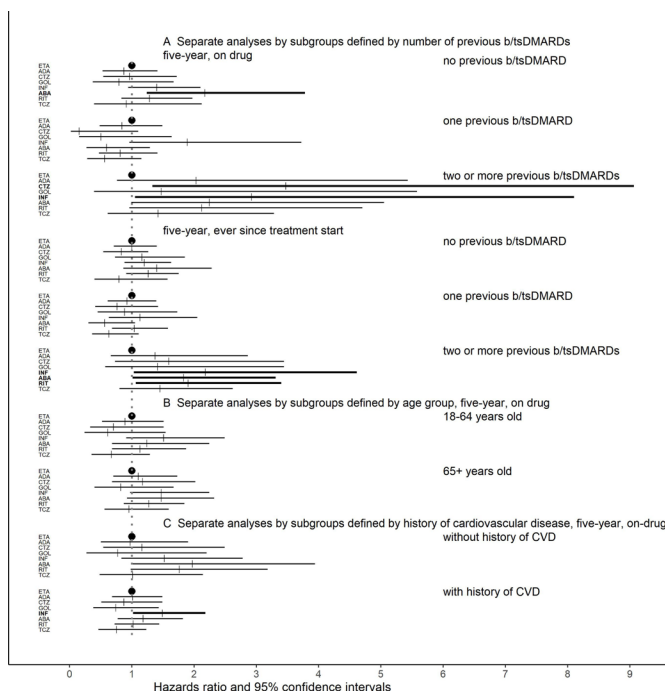 A Separate analyses by subgroups defined by number of previous b/tsDMARDs
five-year, on drug
no previous b/tsDMARD
ETA
ADA
CTZ
GOL
INF
ABA
RIT
TCZ
one previous b/tsDMARD
ETA
ADA
CTZ
GOL
INF
ABA
RIT
TCZ
two or more previous b/tsDMARDs
ETA
ADA
CTZ
GOL
INF
ABA
RIT
TCZ
five-year, ever since treatment start
no previous b/tsDMARD
ETA
ADA
CTZ
GOL
INF
ABA
RIT
TCZ
one previous b/tsDMARD
ETA
ADA
CTZ
GOL
INF
ABA
RIT
TCZ
two or more previous b/tsDMARDs
ETA
ADA
CTZ
GOL
INF
ABA
RIT
TCZ
B Separate analyses by subgroups defined by age group, five-year, on drug
18-64 years old
ETA
ADA
CTZ
GOL
INF
ABA
RIT
TCZ
65+ years old
ETA
ADA
CTZ
GOL
INF
ABA
RIT
TCZ
C Separate analyses by subgroups defined by history of cardiovascular disease, five-year, on-drug
without history of CVD
ETA
ADA
CTZ
GOL
INF
ABA
RIT
TCZ
with history of CVD
ETA
ADA
CTZ
GOL
INF
ABA
RIT
TCZ
0 1 2 3 4 5 6 7 8 9
Hazards ratio and 95% confidence intervals